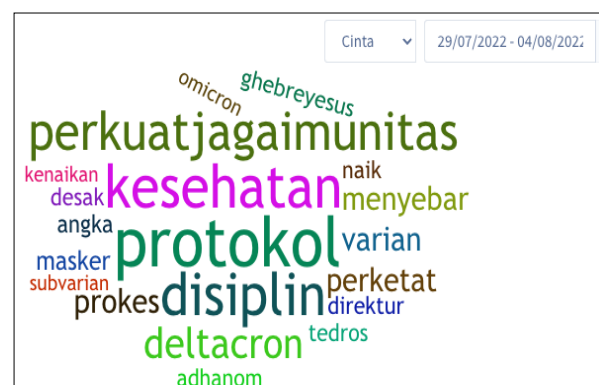 Cinta
29/07/2022 - 04/08/2022
omicron
ghebreyesus
perkuatjagaimunitas
kenaikan
kesehatan
naik
desak
menyebar
angka
protokol
varian
masker
subvarian
disiplin
perketat
prokes
direktur
deltacron
tedros
adhanom